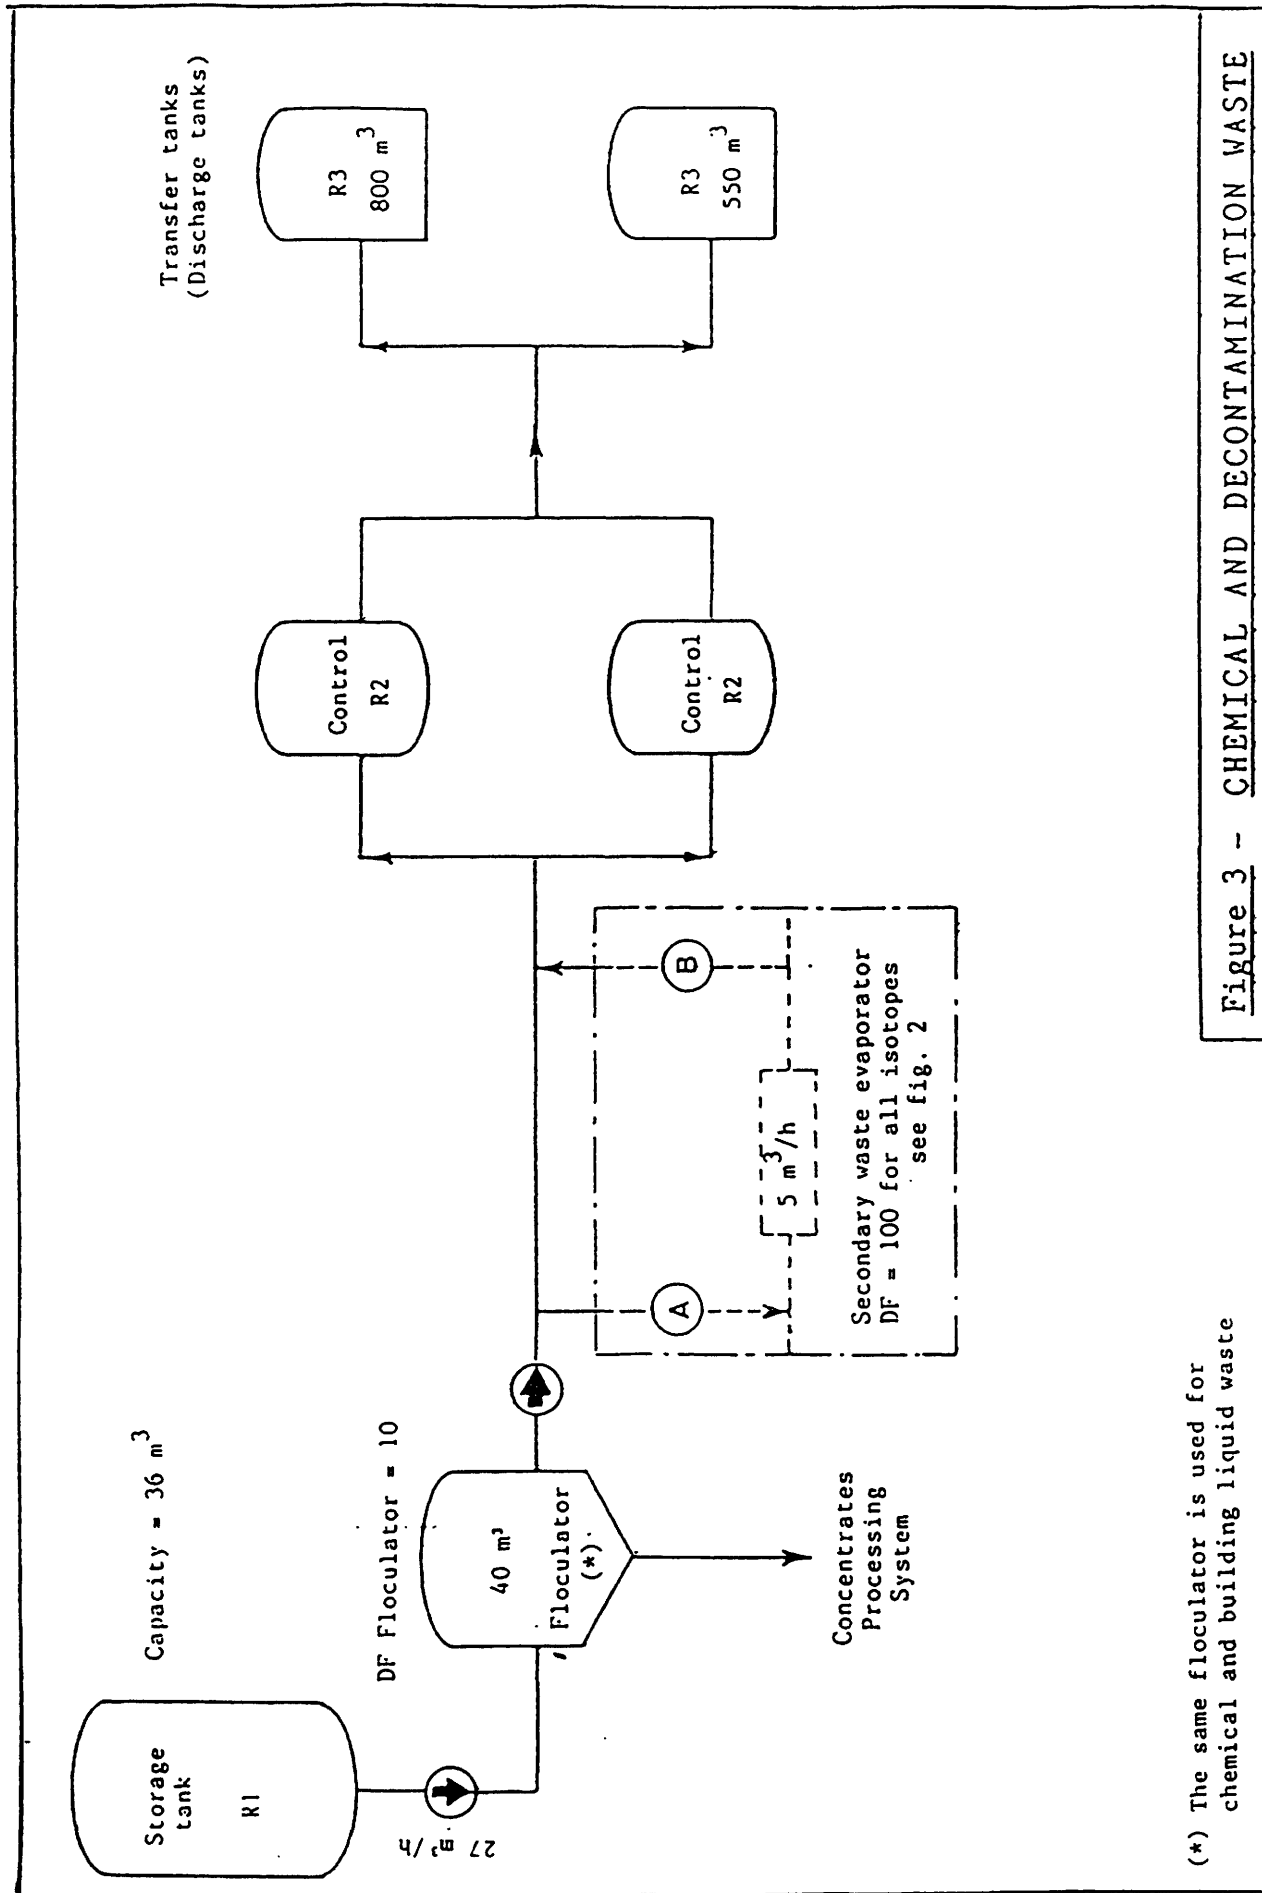 Transfer tanks
(Discharge tanks)
R3
800 m³
R3
550 m³
Control
R2
Control
R2
Capacity = 36 m³
Storage
tank
R1
27 m³/h
DF Floculator = 10
40 m³
Floculator
(*)
Concentrates
Processing
System
A
B
5 m³/h
Secondary waste evaporator
DF = 100 for all isotopes
see fig. 2
(*) The same floculator is used for
chemical and building liquid waste
Figure 3 - CHEMICAL AND DECONTAMINATION WASTE